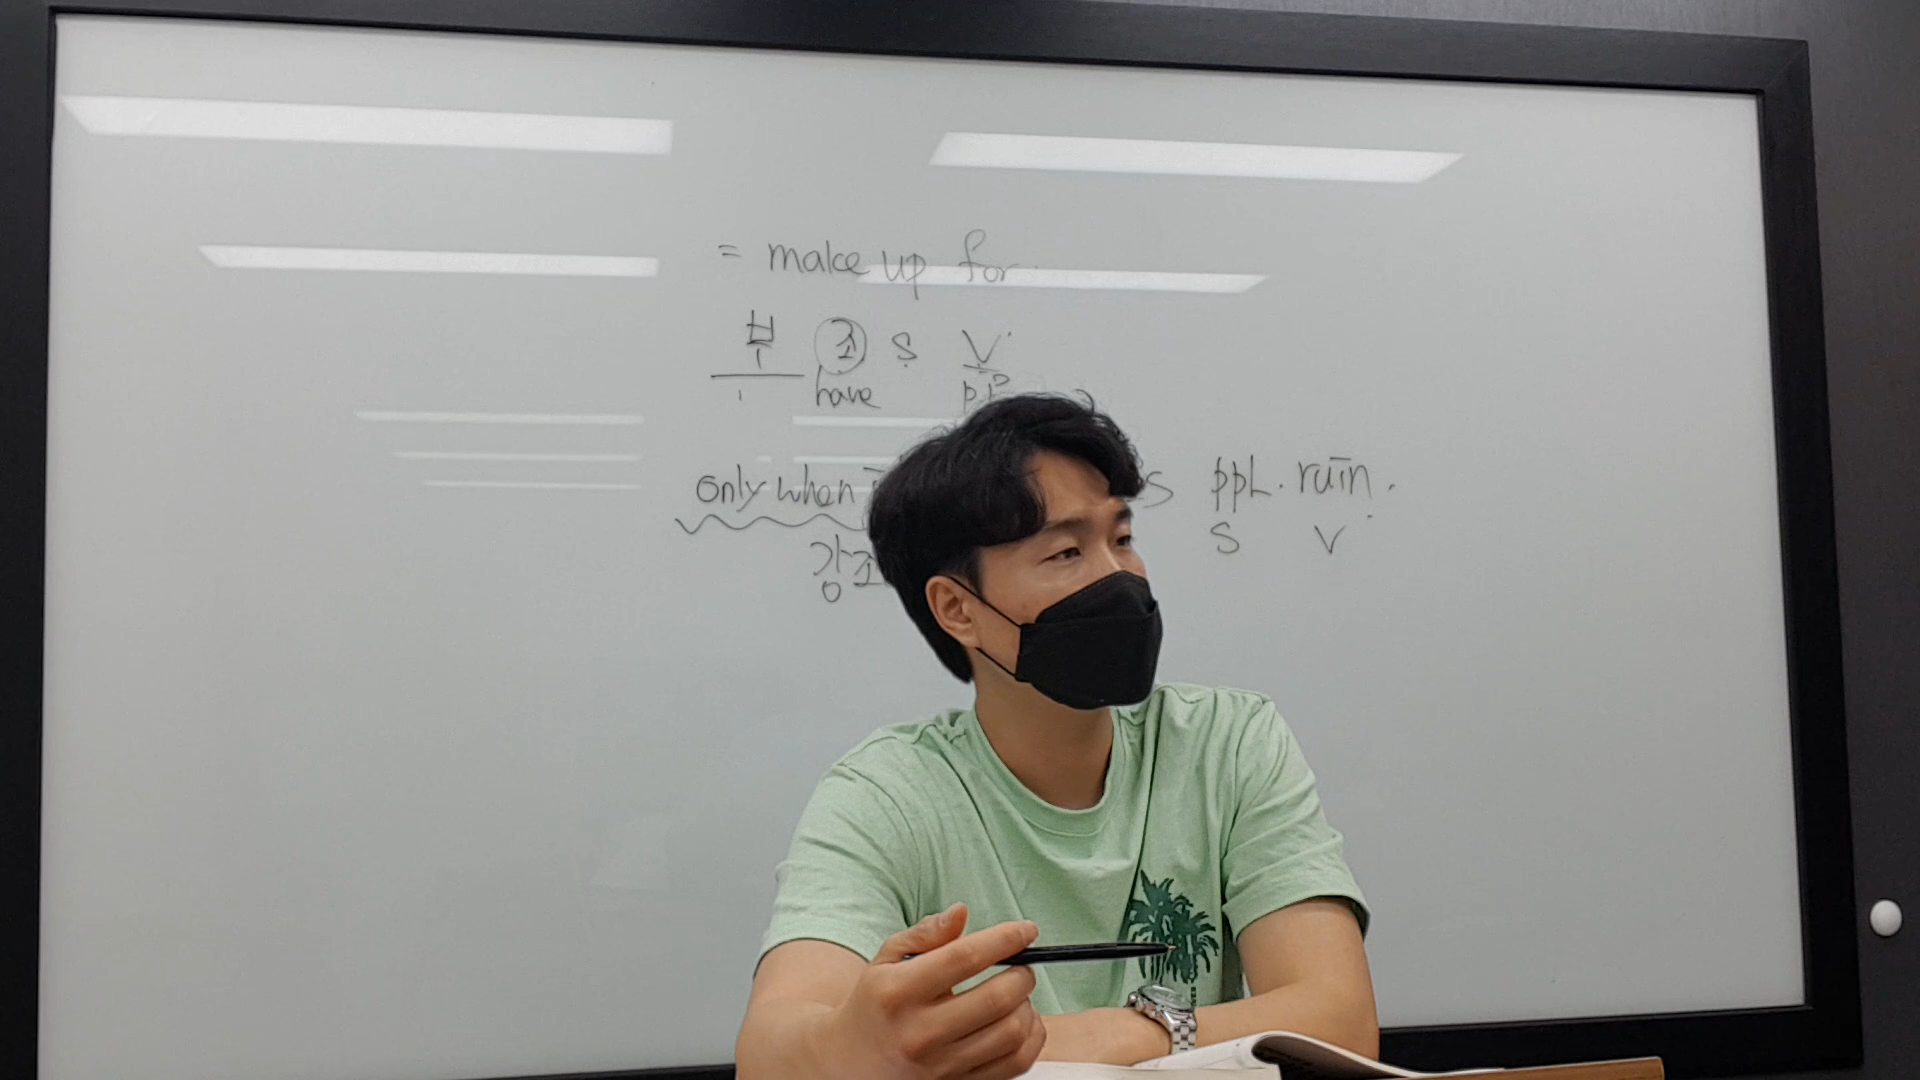 = make up for
부 조 S V
have p.p
only when ppL. ruin.
S V
강조